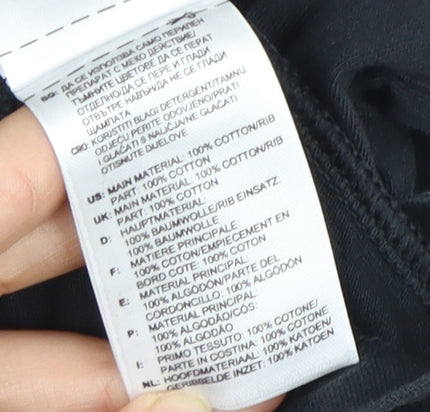 BG: ДА СЕ ИЗПОЛЗВА САМО ПЕРИЛЕН
ПРЕПАРАТ С МЕКО ДЕЙСТВИЕ/
ТЪМНИТЕ ЦВЕТОВЕ ДА СЕ ПЕРАТ
ОТДЕЛНО/ДА СЕ ПЕРЕ И ГЛАДИ
ОТВЪТРЕ НАВЪН/ДА НЕ СЕ ГЛАДИ
ЩАМПАТА
CRO: KORISTITI BLAGI DETERGENT/TAMNU
ODJEĆU PERITE ODVOJENO/PRATI
I GLAČATI S NALIČJA/NE GLAČATI
OTISNUTE DIJELOVE
US: MAIN MATERIAL: 100% COTTON/RIB
PART: 100% COTTON
UK: MAIN MATERIAL: 100% COTTON/RIB
PART: 100% COTTON
D: HAUPTMATERIAL:
100% BAUMWOLLE/RIB EINSATZ:
100% BAUMWOLLE
F: MATIERE PRINCIPALE:
100% COTON/EMPIECEMENT EN
BORD COTE: 100% COTON
E: MATERIAL PRINCIPAL:
100% ALGODÓN/PARTE DEL
CORDONCILLO: 100% ALGODÓN
P: MATERIAL PRINCIPAL:
100% ALGODÃO/CÓS:
100% ALGODÃO
I: PRIMO TESSUTO: 100% COTONE/
PARTE IN COSTINA: 100% COTONE
NL: HOOFDMATERIAAL: 100% KATOEN/
GERIBBELDE INZET: 100% KATOEN